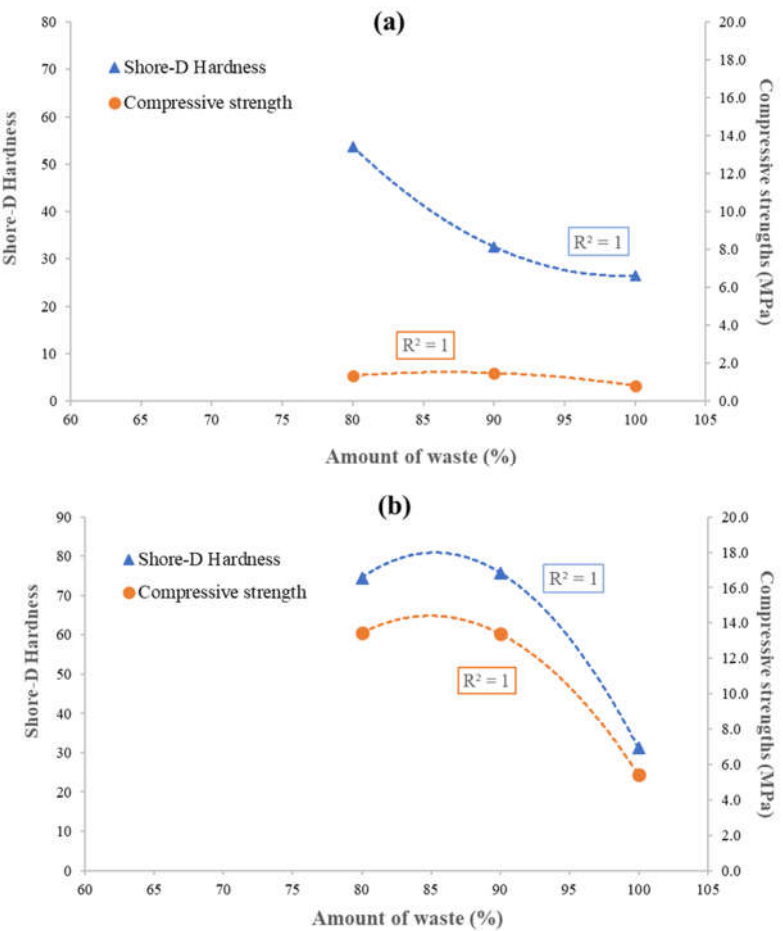 (a)
80
70
60
50
40
30
20
10
0
Shore-D Hardness
Shore-D Hardness
Compressive strength
R² = 1
R² = 1
20.0
18.0
16.0
14.0
12.0
10.0
8.0
6.0
4.0
2.0
0.0
Compressive strengths (MPa)
60 65 70 75 80 85 90 95 100 105
Amount of waste (%)
(b)
90
80
70
60
50
40
30
20
10
0
Shore-D Hardness
Shore-D Hardness
Compressive strength
R² = 1
R² = 1
20.0
18.0
16.0
14.0
12.0
10.0
8.0
6.0
4.0
2.0
0.0
Compressive strengths (MPa)
60 65 70 75 80 85 90 95 100 105
Amount of waste (%)